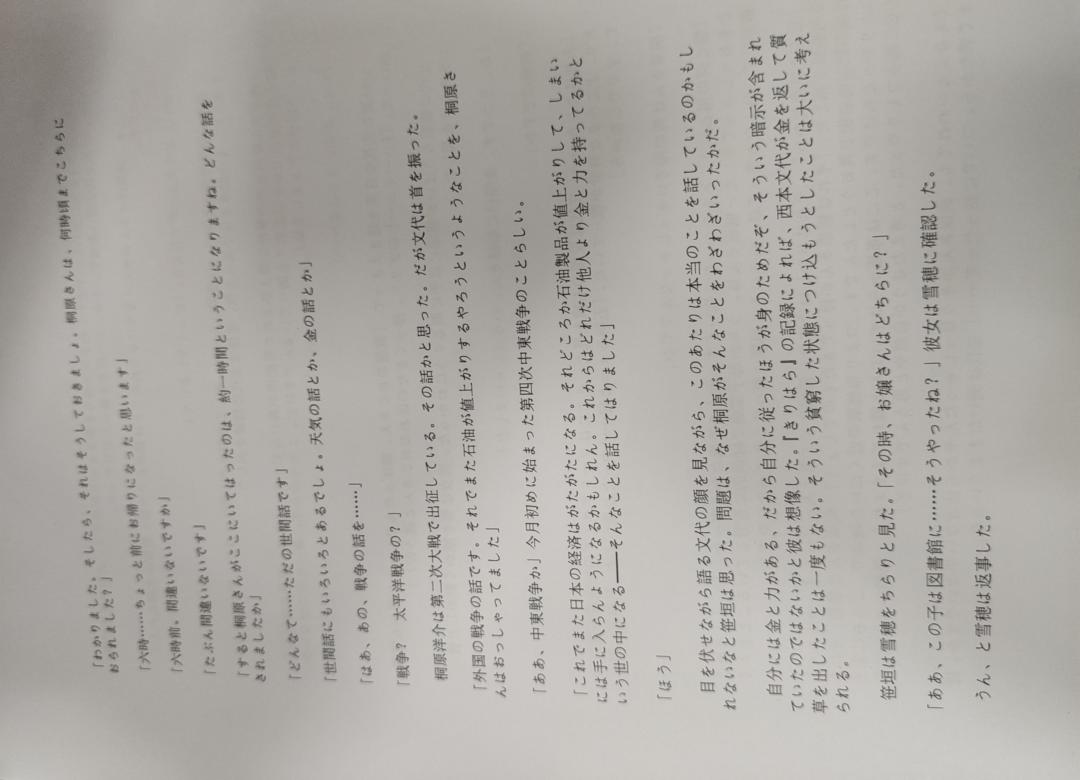 「わかりました。そしたら、それはそうしておきましょ。桐原さんは、何時頃までこちらに
おられました？」
「六時……ちょっと前にお帰りになったと思います」
「六時前。間違いないですか」
「たぶん間違いないです」
「すると桐原さんがここにいてはったのは、約一時間ということになりますね。どんな話を
されましたか」
「どんなて……ただの世間話です」
「世間話にもいろいろとあるでしょ。天気の話とか、金の話とか」
「はあ、あの、戦争の話を……」
「戦争？　太平洋戦争の？」
桐原洋介は第二次大戦で出征している。その話かと思った。だが文代は首を振った。
「外国の戦争の話です。それでまた石油が値上がりするやろうというようなことを、桐原さ
んはおっしゃってました」
「ああ、中東戦争か」今月初めに始まった第四次中東戦争のことらしい。
「これでまた日本の経済はがたがたになる。それどころか石油製品が値上がりして、しまい
には手に入らんようになるかもしれん。これからはどれだけ他人より金と力を持ってるかと
いう世の中になる――そんなことを話してはりました」
「ほう」
目を伏せながら語る文代の顔を見ながら、このあたりは本当のことを話しているのかもし
れないなと笹垣は思った。問題は、なぜ桐原がそんなことをわざわざいったかだ。
自分には金と力がある、だから自分に従ったほうが身のためだぞ、そういう暗示が含まれ
ていたのではないかと彼は想像した。『きりはら』の記録によれば、西本文代が金を返して質
草を出したことは一度もない。そういう貧窮した状態につけ込もうとしたことは大いに考え
られる。
笹垣は雪穂をちらりと見た。「その時、お嬢さんはどちらに？」
「ああ、この子は図書館に……そうやったね？」彼女は雪穂に確認した。
うん、と雪穂は返事した。